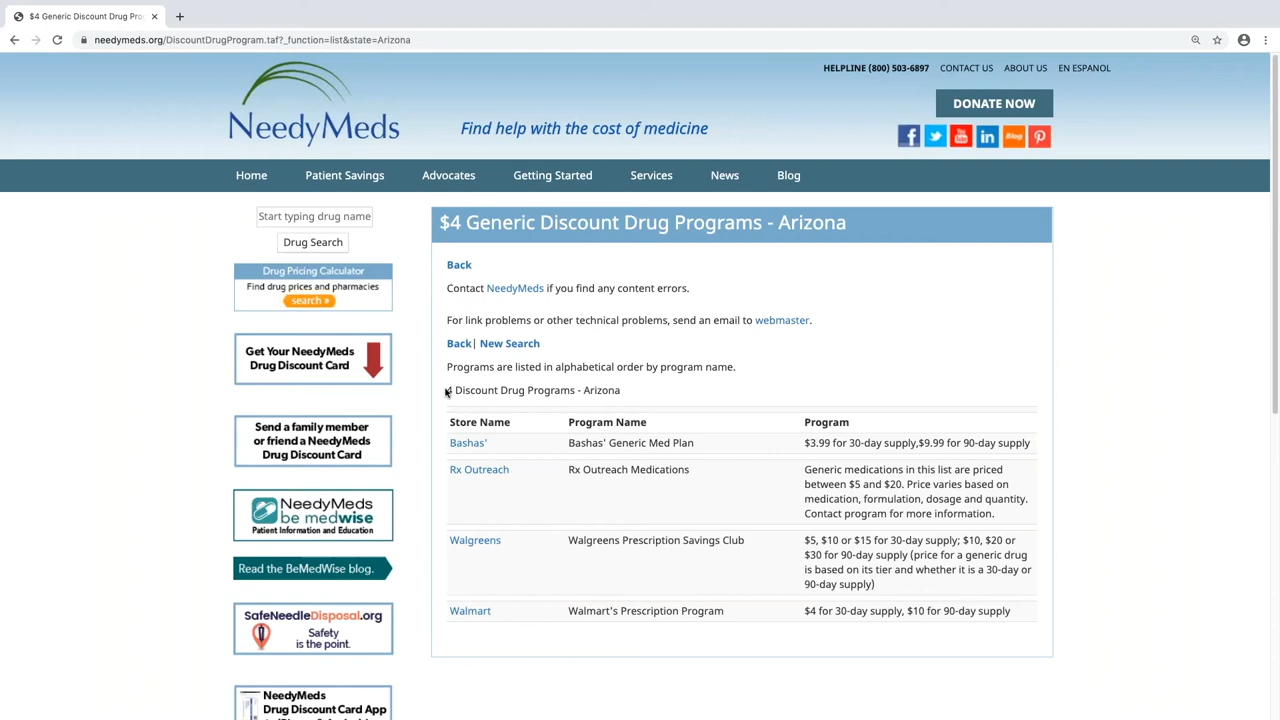 $4 Generic Discount Drug Pro
needymeds.org/DiscountDrugProgram.taf?_function=list&state=Arizona
HELPLINE (800) 503-6897 CONTACT US ABOUT US EN ESPANOL
DONATE NOW
NeedyMeds
Find help with the cost of medicine
Blog
Home Patient Savings Advocates Getting Started Services News Blog
Start typing drug name
Drug Search
Drug Pricing Calculator
Find drug prices and pharmacies
search »
Get Your NeedyMeds
Drug Discount Card
Send a family member
or friend a NeedyMeds
Drug Discount Card
NeedyMeds
be medwise
Patient Information and Education
Read the BeMedWise blog.
SafeNeedleDisposal.org
Safety
is the point.
NeedyMeds
Drug Discount Card App
$4 Generic Discount Drug Programs - Arizona
Back
Contact NeedyMeds if you find any content errors.
For link problems or other technical problems, send an email to webmaster.
Back| New Search
Programs are listed in alphabetical order by program name.
4 Discount Drug Programs - Arizona
Store Name Program Name Program
Bashas' Bashas' Generic Med Plan $3.99 for 30-day supply,$9.99 for 90-day supply
Rx Outreach Rx Outreach Medications Generic medications in this list are priced
between $5 and $20. Price varies based on
medication, formulation, dosage and quantity.
Contact program for more information.
Walgreens Walgreens Prescription Savings Club $5, $10 or $15 for 30-day supply; $10, $20 or
$30 for 90-day supply (price for a generic drug
is based on its tier and whether it is a 30-day or
90-day supply)
Walmart Walmart's Prescription Program $4 for 30-day supply, $10 for 90-day supply